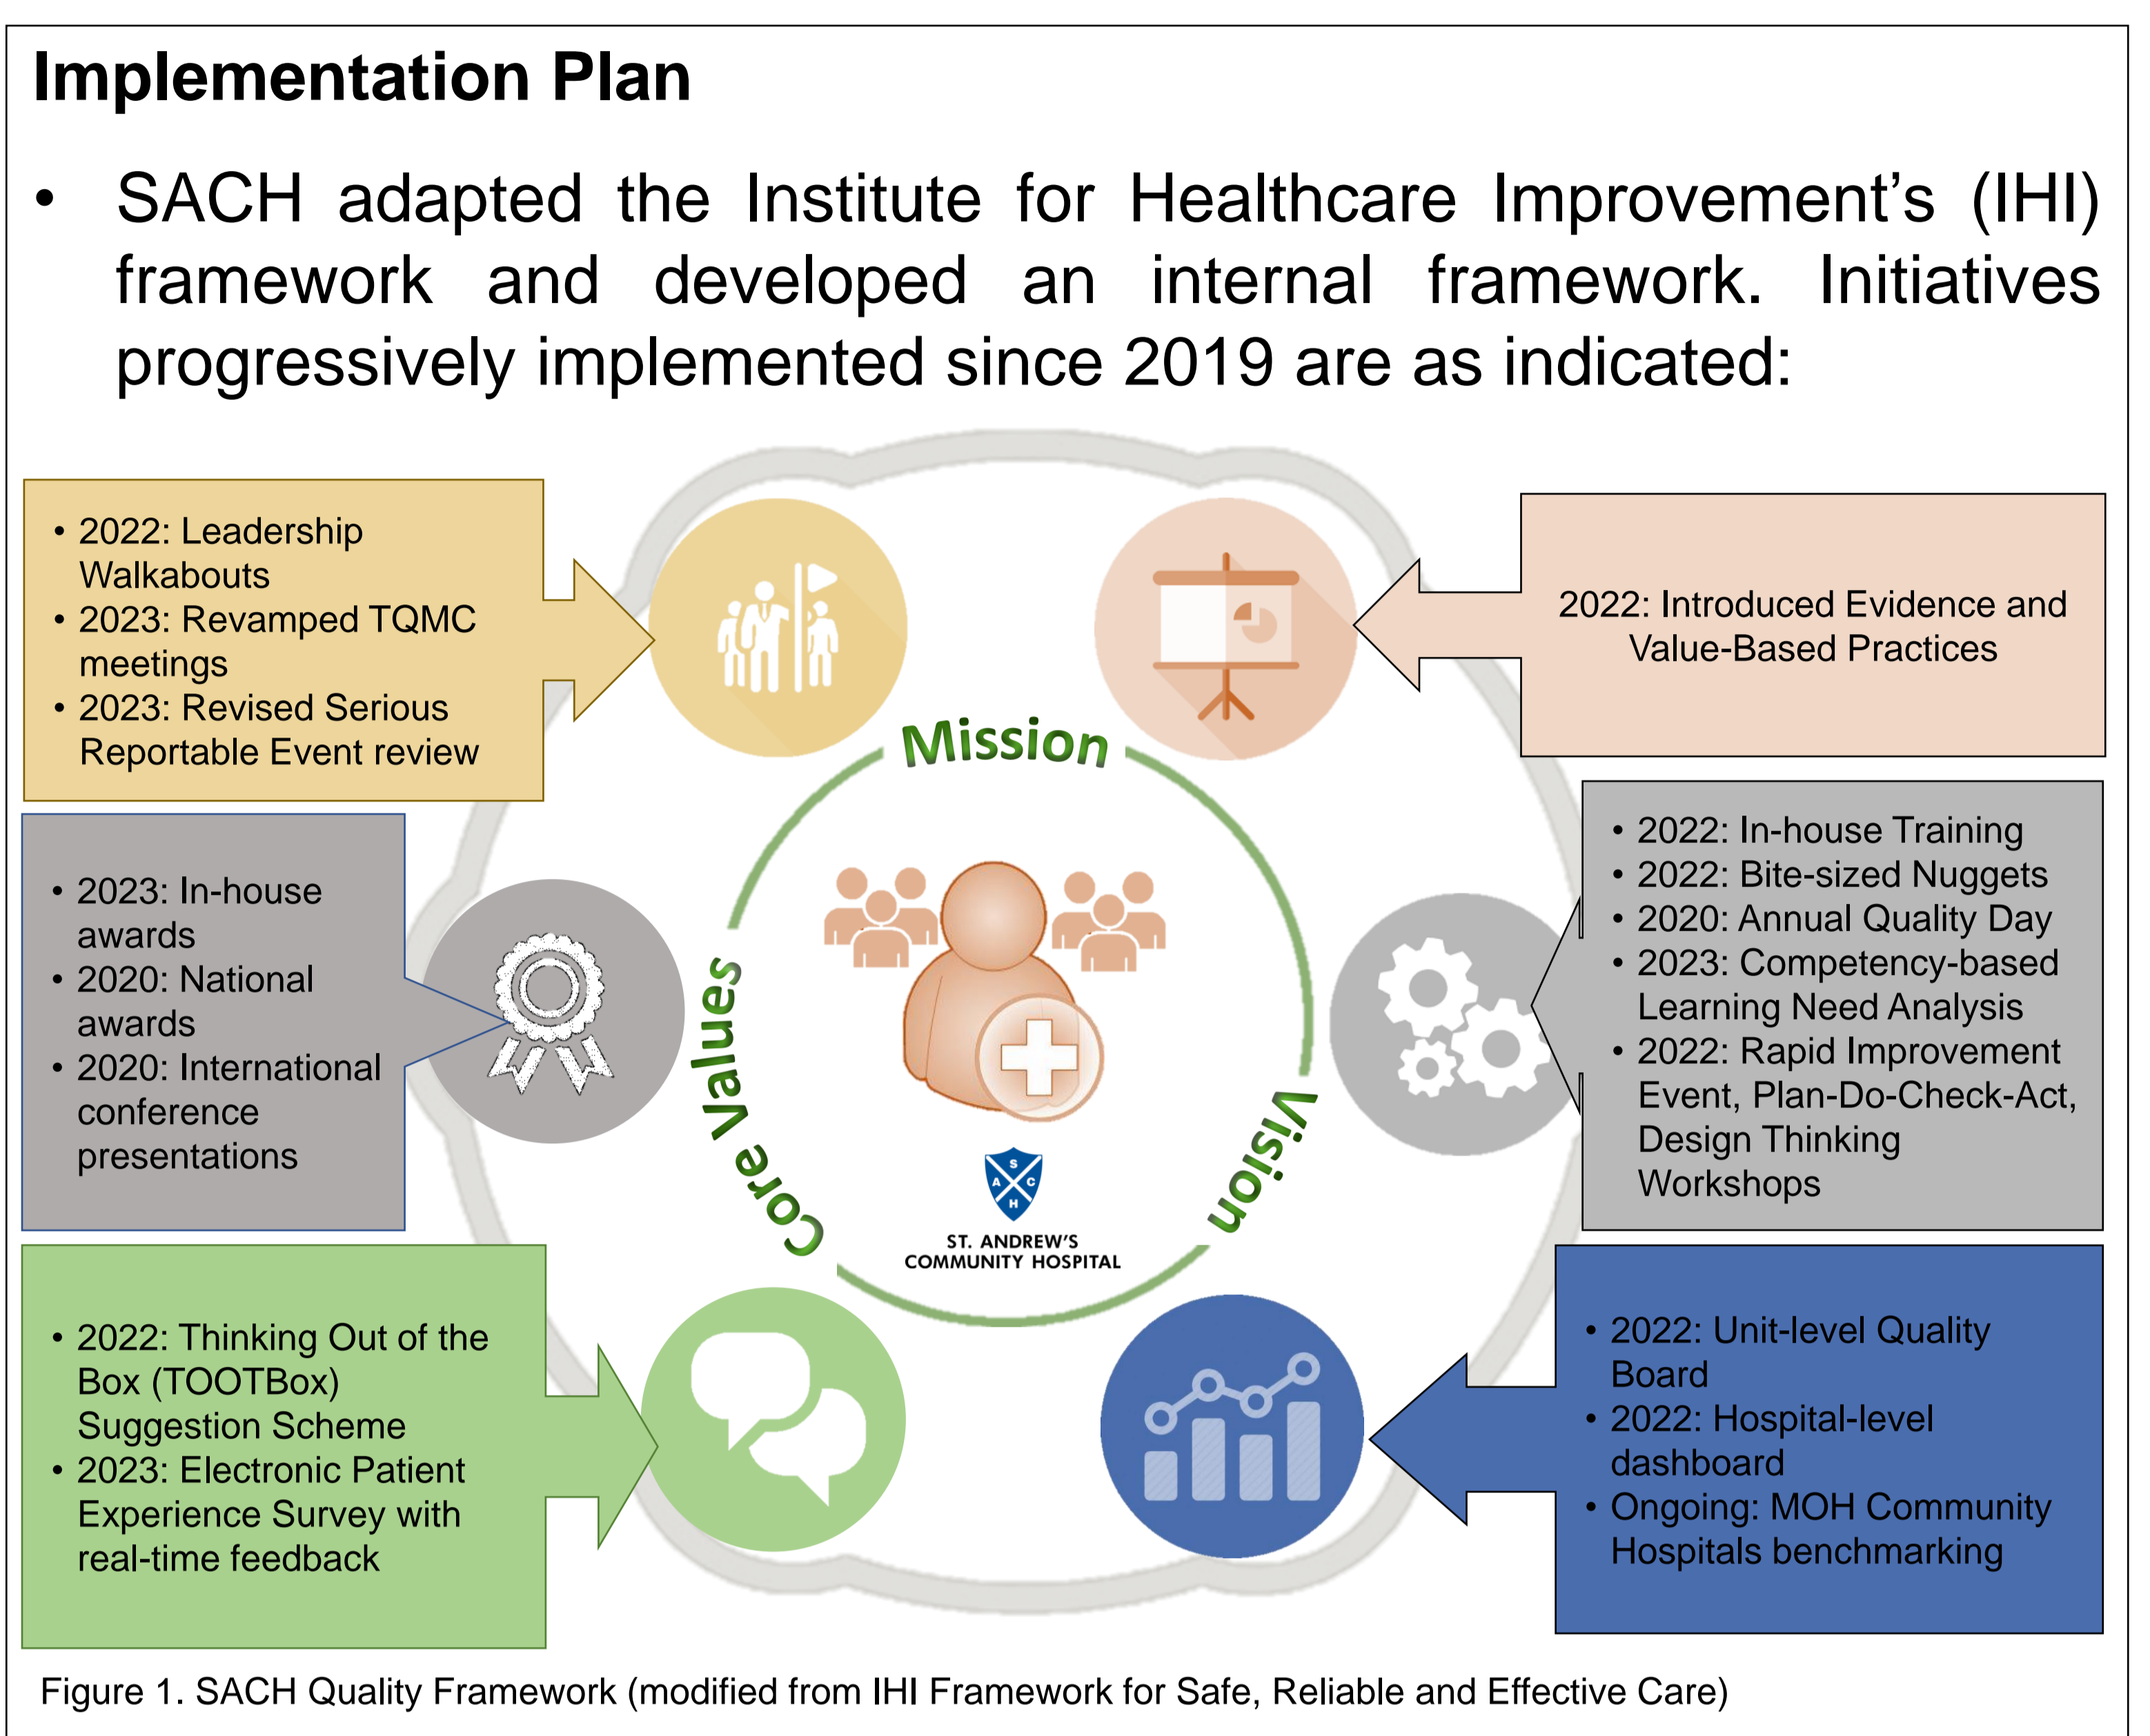 Implementation Plan
• SACH adapted the Institute for Healthcare Improvement’s (IHI)
framework and developed an internal framework. Initiatives
progressively implemented since 2019 are as indicated:
• 2022: Leadership
Walkabouts
• 2023: Revamped TQMC
meetings
• 2023: Revised Serious
Reportable Event review
2022: Introduced Evidence and
Value-Based Practices
• 2023: In-house
awards
• 2020: National
awards
• 2020: International
conference
presentations
Mission
Core Values
Vision
S
A C
H
ST. ANDREW'S
COMMUNITY HOSPITAL
• 2022: In-house Training
• 2022: Bite-sized Nuggets
• 2020: Annual Quality Day
• 2023: Competency-based
Learning Need Analysis
• 2022: Rapid Improvement
Event, Plan-Do-Check-Act,
Design Thinking
Workshops
• 2022: Thinking Out of the
Box (TOOTBox)
Suggestion Scheme
• 2023: Electronic Patient
Experience Survey with
real-time feedback
• 2022: Unit-level Quality
Board
• 2022: Hospital-level
dashboard
• Ongoing: MOH Community
Hospitals benchmarking
Figure 1. SACH Quality Framework (modified from IHI Framework for Safe, Reliable and Effective Care)